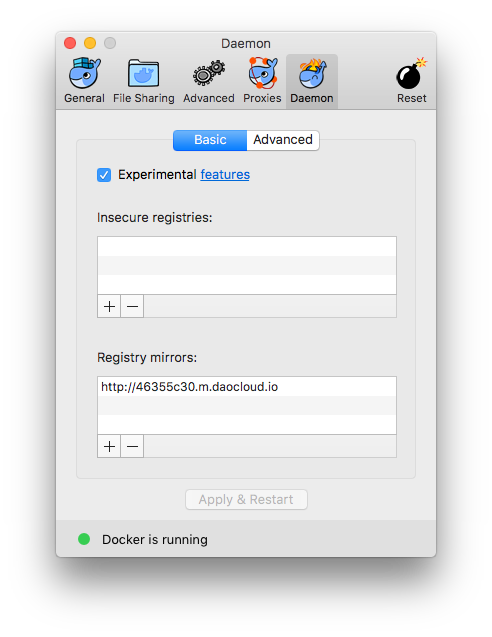 Daemon
General File Sharing Advanced Proxies Daemon Reset
Basic Advanced
Experimental features
Insecure registries:
Registry mirrors:
http://46355c30.m.daocloud.io
Apply & Restart
Docker is running